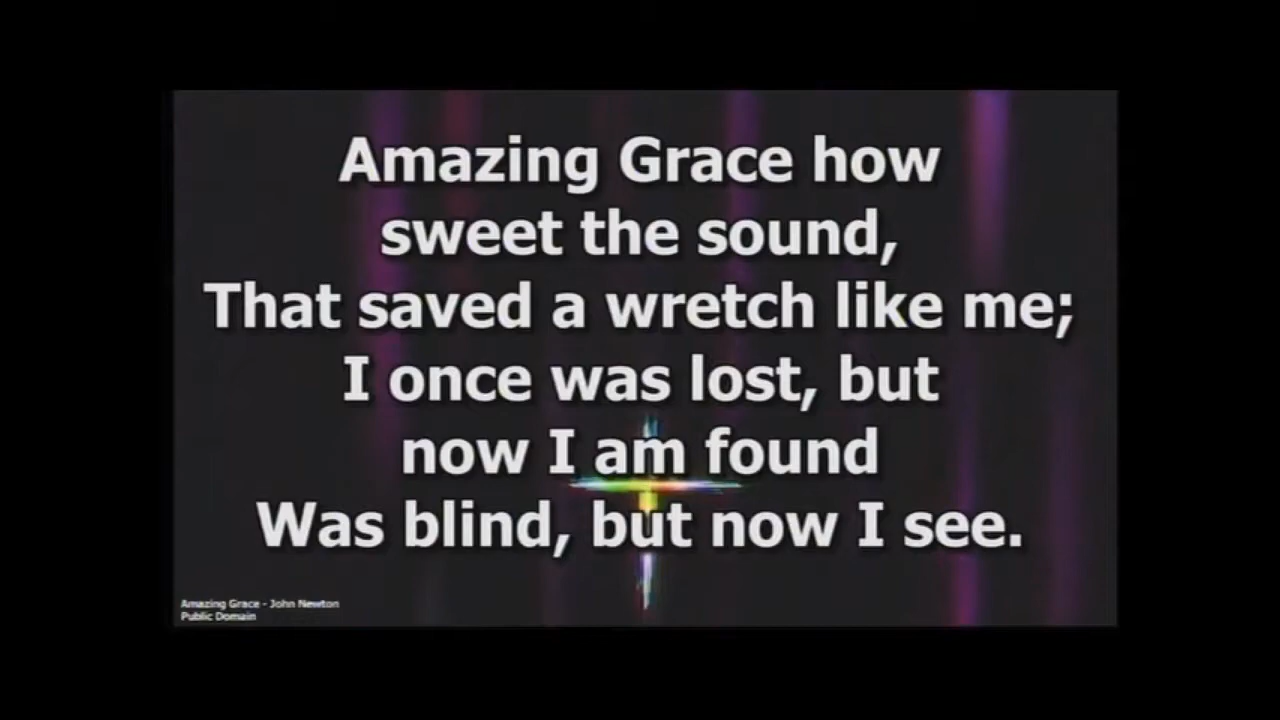 Amazing Grace how
sweet the sound,
That saved a wretch like me;
I once was lost, but
now I am found
Was blind, but now I see.
Amazing Grace - John Newton
Public Domain